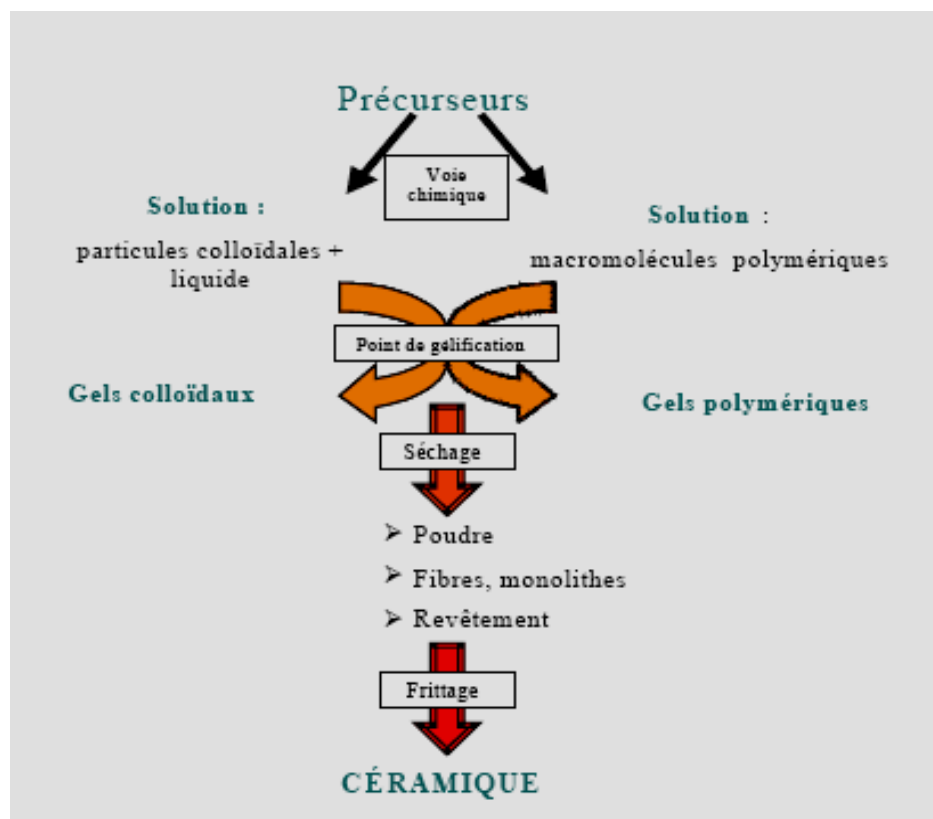 Précurseurs
Voie
chimique
Solution :
particules colloïdales +
liquide
Solution :
macromolécules polymériques
Point de gélification
Gels colloïdaux
Gels polymériques
Séchage
➢ Poudre
➢ Fibres, monolithes
➢ Revêtement
Frittage
CÉRAMIQUE